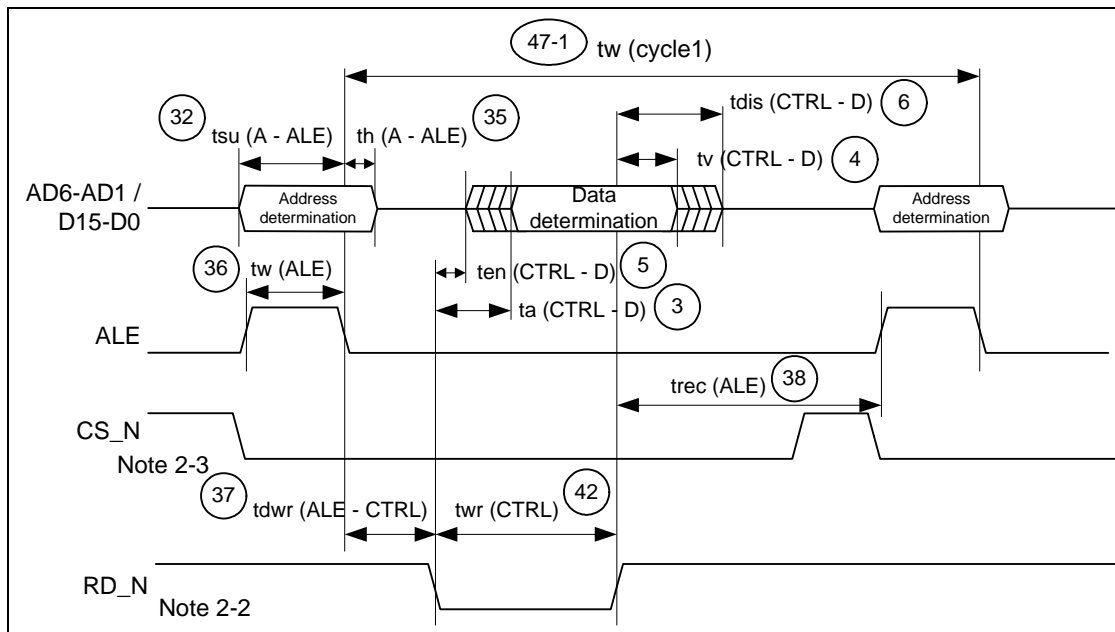 47-1 tw (cycle1)
tdis (CTRL - D) 6
32 tsu (A - ALE) th (A - ALE) 35
tv (CTRL - D) 4
AD6-AD1 /
D15-D0
Address
determination
Data
determination
Address
determination
36 tw (ALE)
ten (CTRL - D) 5
ta (CTRL - D) 3
ALE
trec (ALE) 38
CS_N
Note 2-3
37 tdwr (ALE - CTRL) twr (CTRL) 42
RD_N
Note 2-2